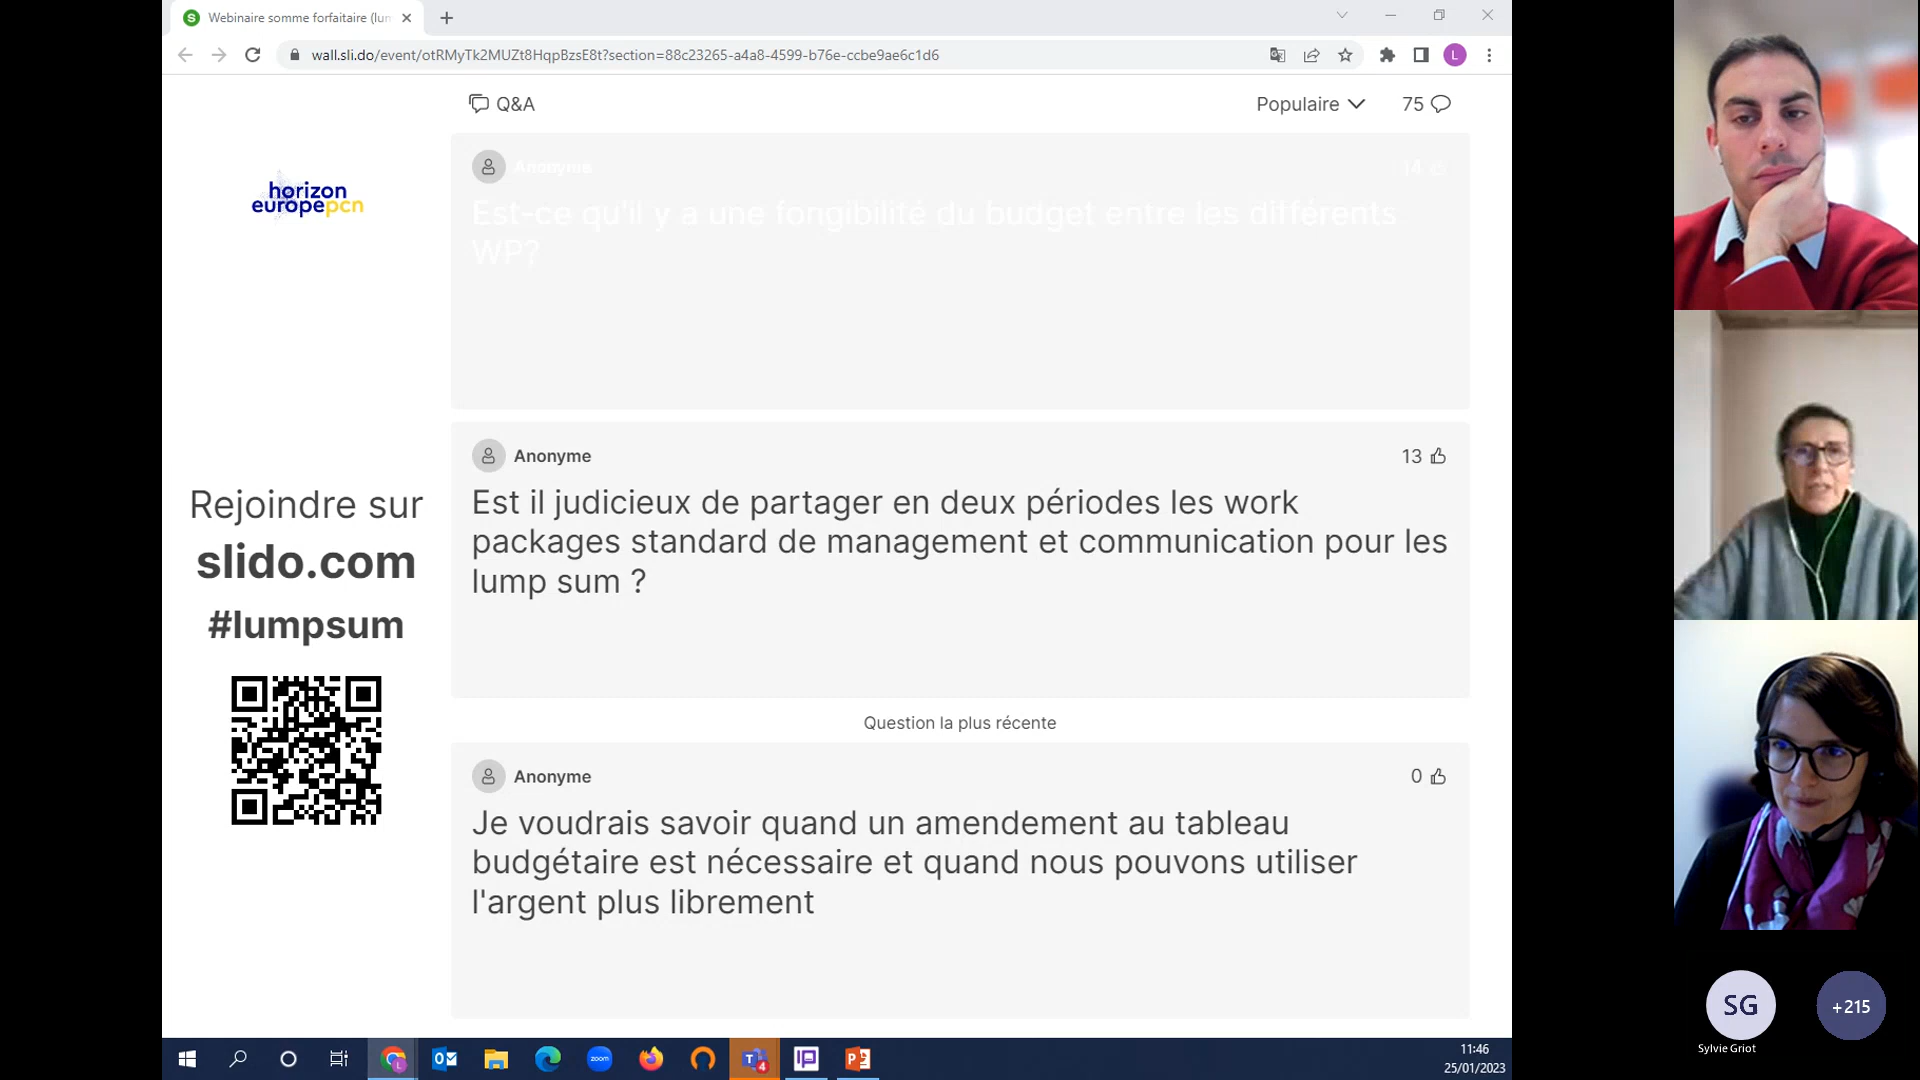 Webinaire somme forfaitaire (lun
wall.sli.do/event/otRMyTk2MUZt8HqpBzsE8t?section=88c23265-a4a8-4599-b76e-ccbe9ae6c1d6
L
horizon
europepcn
Rejoindre sur
slido.com
#lumpsum
Q&A
Populaire
75
Anonyme
14
Est-ce qu'il y a une fongibilité du budget entre les différents
WP?
Anonyme
13
Est il judicieux de partager en deux périodes les work
packages standard de management et communication pour les
lump sum ?
Question la plus récente
Anonyme
0
Je voudrais savoir quand un amendement au tableau
budgétaire est nécessaire et quand nous pouvons utiliser
l'argent plus librement
zoom
4
11:46
25/01/2023
SG
Sylvie Griot
+215